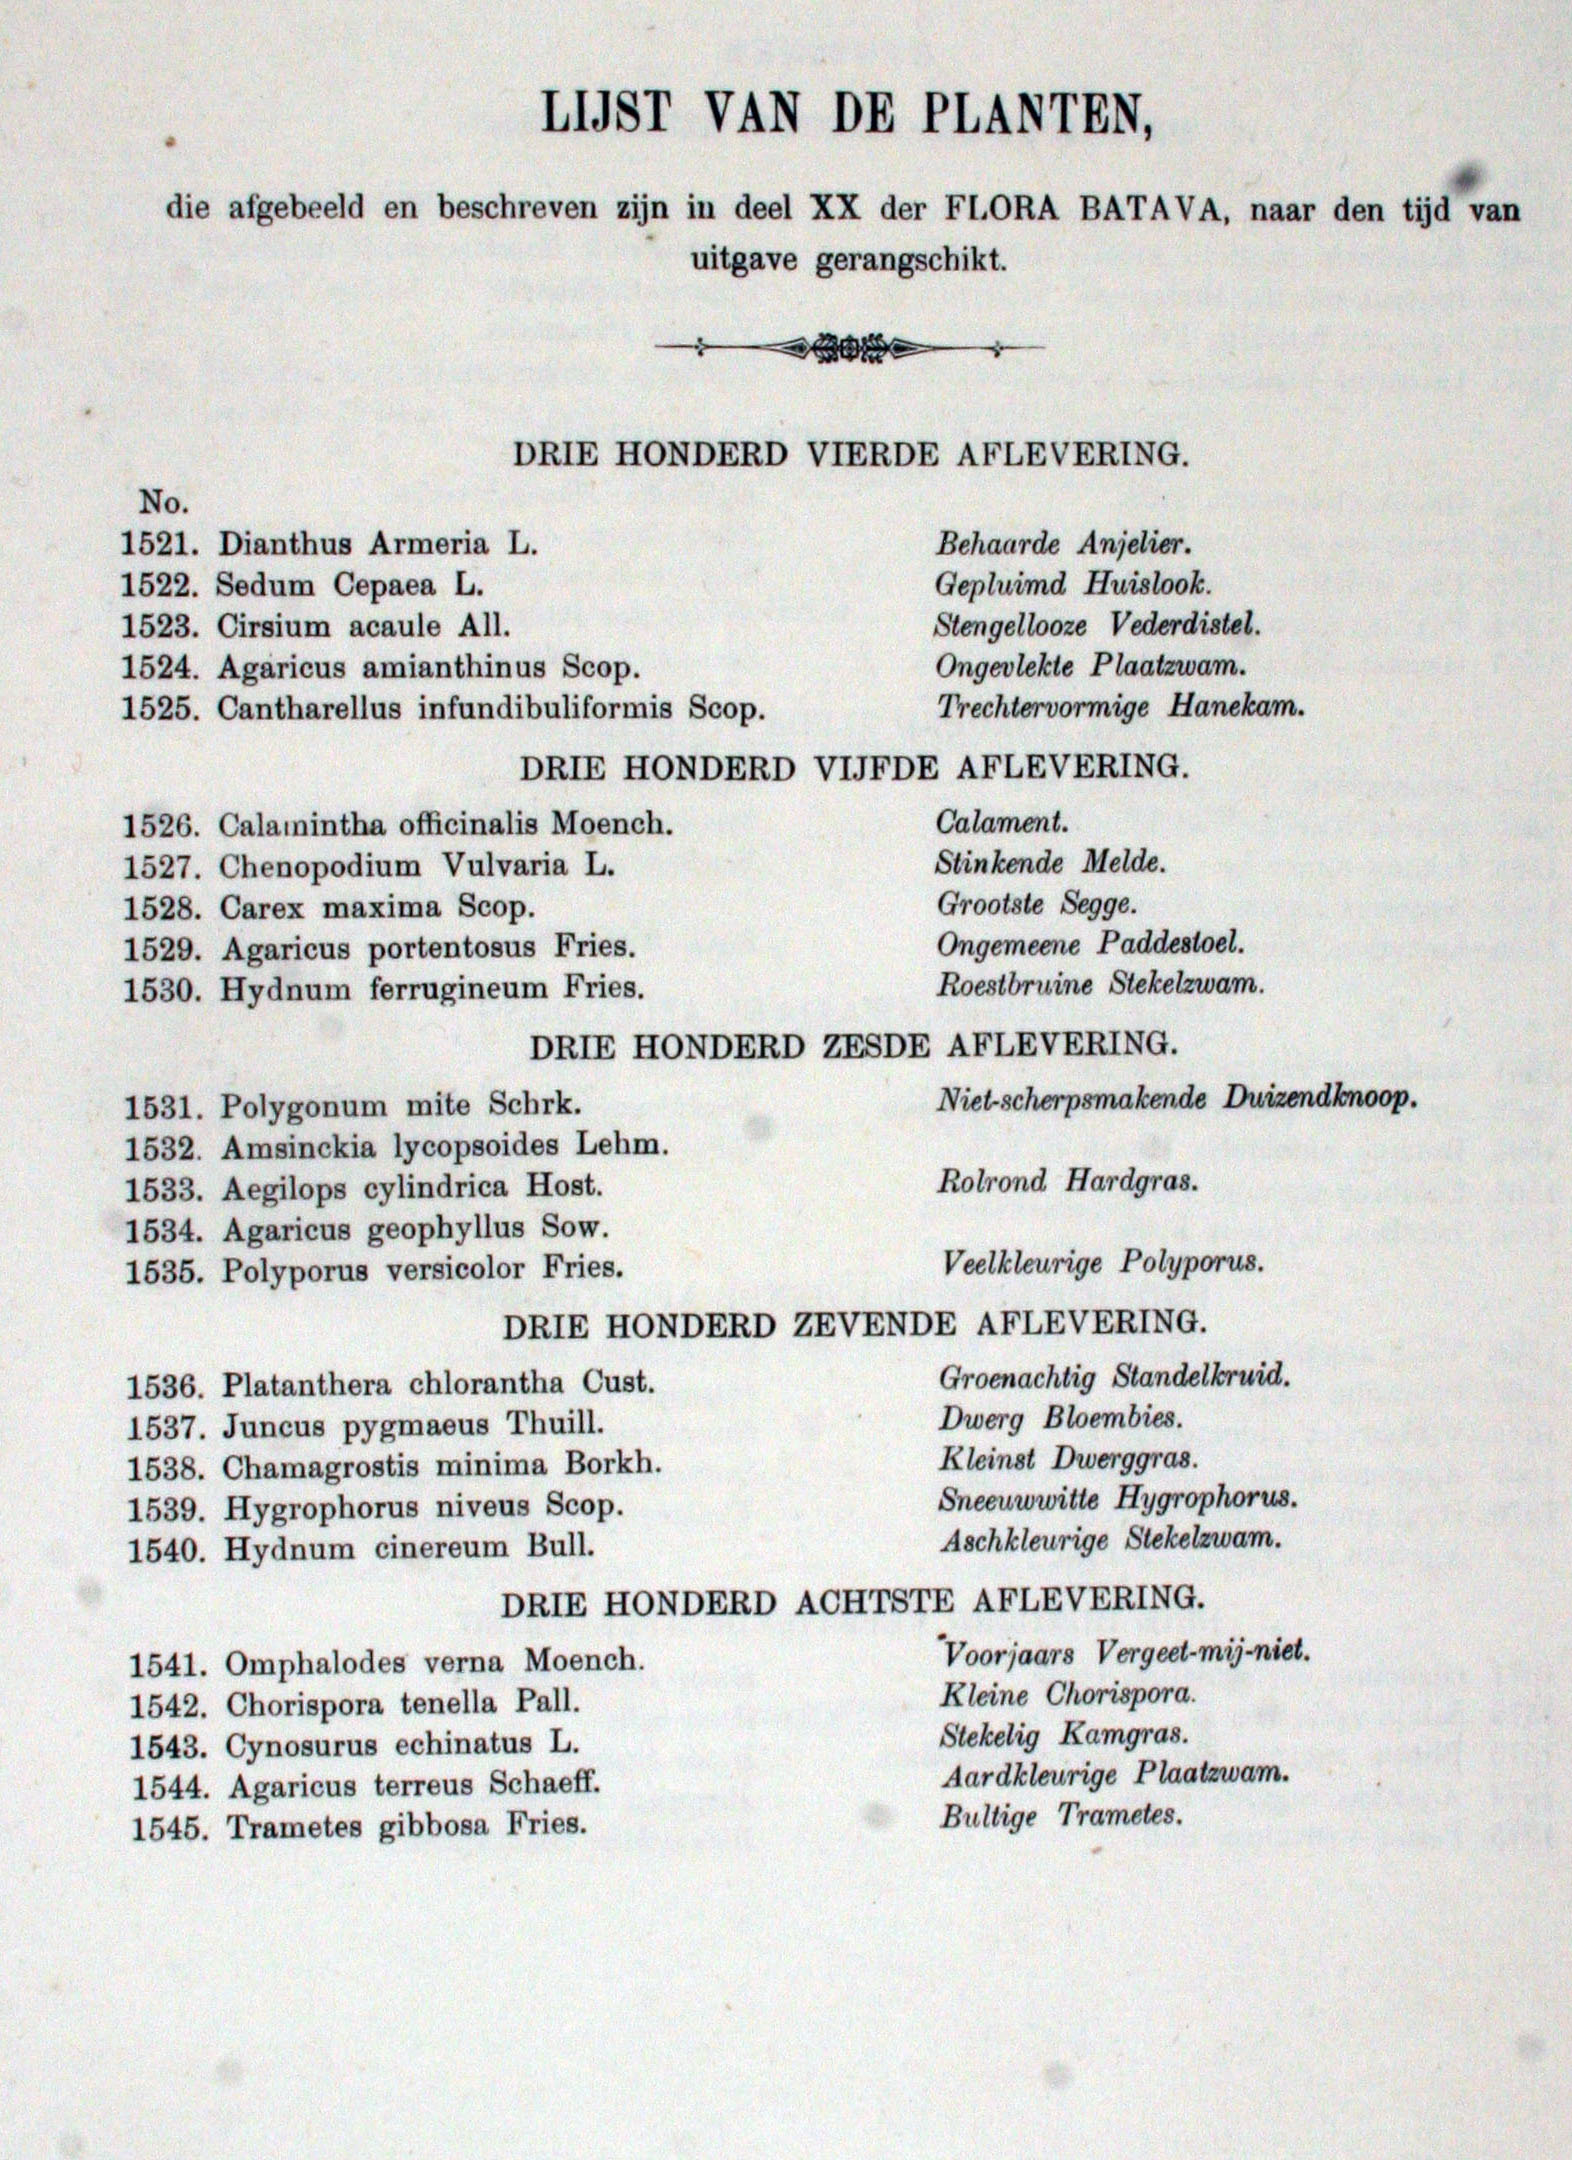 LIJST VAN DE PLANTEN,
die afgebeeld en beschreven zijn in deel XX der FLORA BATAVA, naar den tijd van
uitgave gerangschikt.
DRIE HONDERD VIERDE AFLEVERING.
No.
1521. Dianthus Armeria L. Behaarde Anjelier.
1522. Sedum Cepaea L. Gepluimd Huislook.
1523. Cirsium acaule All. Stengellooze Vederdistel.
1524. Agaricus amianthinus Scop. Ongevlekte Plaatzwam.
1525. Cantharellus infundibuliformis Scop. Trechtervormige Hanekam.
DRIE HONDERD VIJFDE AFLEVERING.
1526. Calamintha officinalis Moench. Calament.
1527. Chenopodium Vulvaria L. Stinkende Melde.
1528. Carex maxima Scop. Grootste Segge.
1529. Agaricus portentosus Fries. Ongemeene Paddestoel.
1530. Hydnum ferrugineum Fries. Roestbruine Stekelzwam.
DRIE HONDERD ZESDE AFLEVERING.
1531. Polygonum mite Schrk. Niet-scherpsmakende Duizendknoop.
1532. Amsinckia lycopsoides Lehm.
1533. Aegilops cylindrica Host. Rolrond Hardgras.
1534. Agaricus geophyllus Sow.
1535. Polyporus versicolor Fries. Veelkleurige Polyporus.
DRIE HONDERD ZEVENDE AFLEVERING.
1536. Platanthera chlorantha Cust. Groenachtig Standelkruid.
1537. Juncus pygmaeus Thuill. Dwerg Bloembies.
1538. Chamagrostis minima Borkh. Kleinst Dwerggras.
1539. Hygrophorus niveus Scop. Sneeuwwitte Hygrophorus.
1540. Hydnum cinereum Bull. Aschkleurige Stekelzwam.
DRIE HONDERD ACHTSTE AFLEVERING.
1541. Omphalodes verna Moench. Voorjaars Vergeet-mij-niet.
1542. Chorispora tenella Pall. Kleine Chorispora.
1543. Cynosurus echinatus L. Stekelig Kamgras.
1544. Agaricus terreus Schaeff. Aardkleurige Plaatzwam.
1545. Trametes gibbosa Fries. Bultige Trametes.